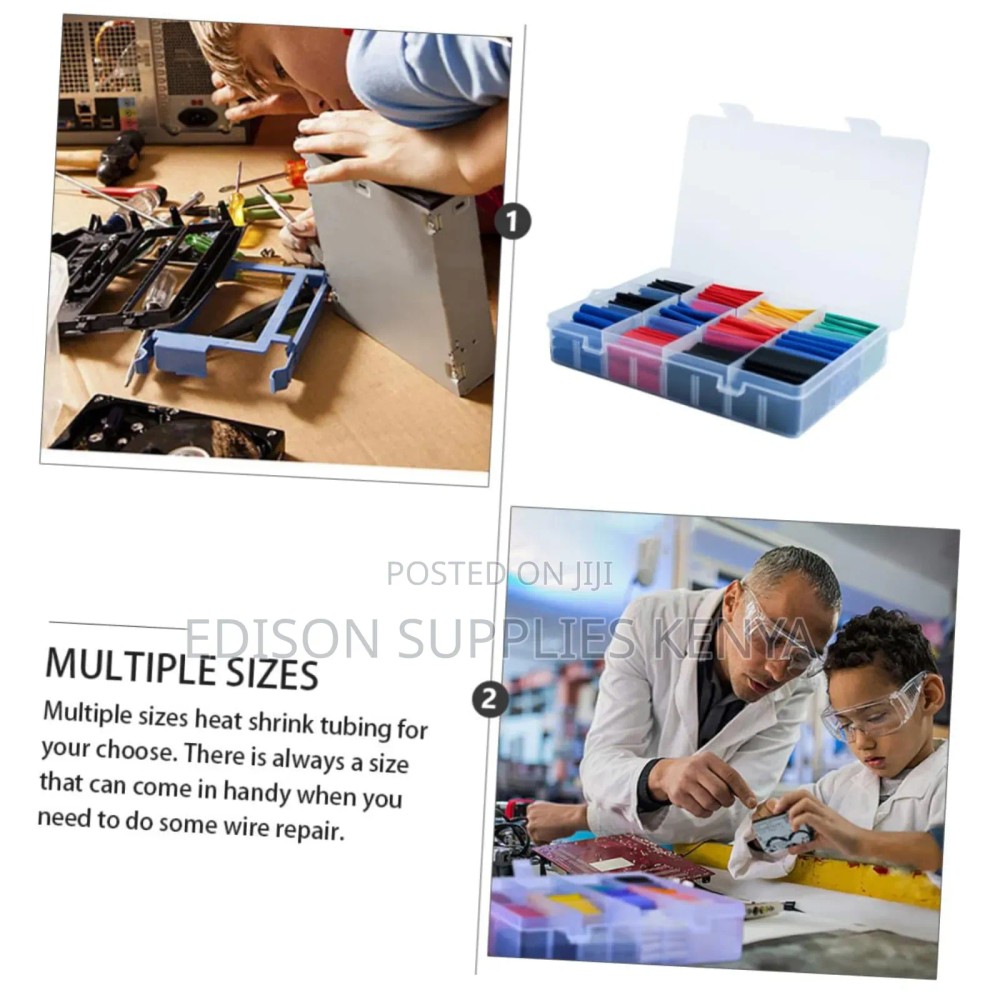 1
POSTED ON JIJI
EDISON SUPPLIES KENYA
MULTIPLE SIZES
2
Multiple sizes heat shrink tubing for
your choose. There is always a size
that can come in handy when you
need to do some wire repair.